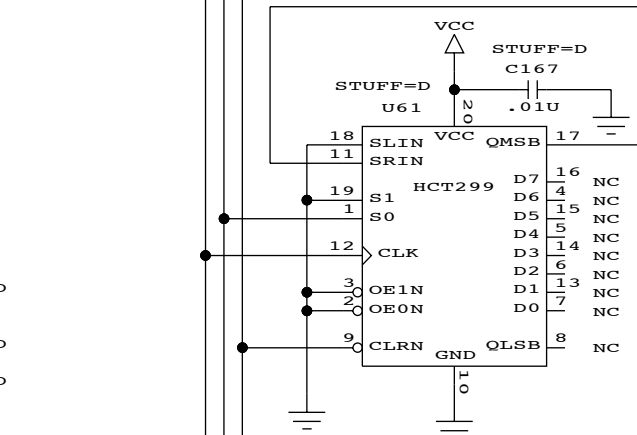 VCC
STUFF=D
C167
STUFF=D
U61
20
.01U
18 SLIN VCC QMSB 17
11 SRIN
HCT299
D7 16 NC
19 S1 D6 4 NC
1 S0 D5 15 NC
D4 5 NC
12 CLK D3 14 NC
D2 6 NC
3 OE1N D1 13 NC
2 OE0N D0 7 NC
9 CLRN QLSB 8 NC
GND
10